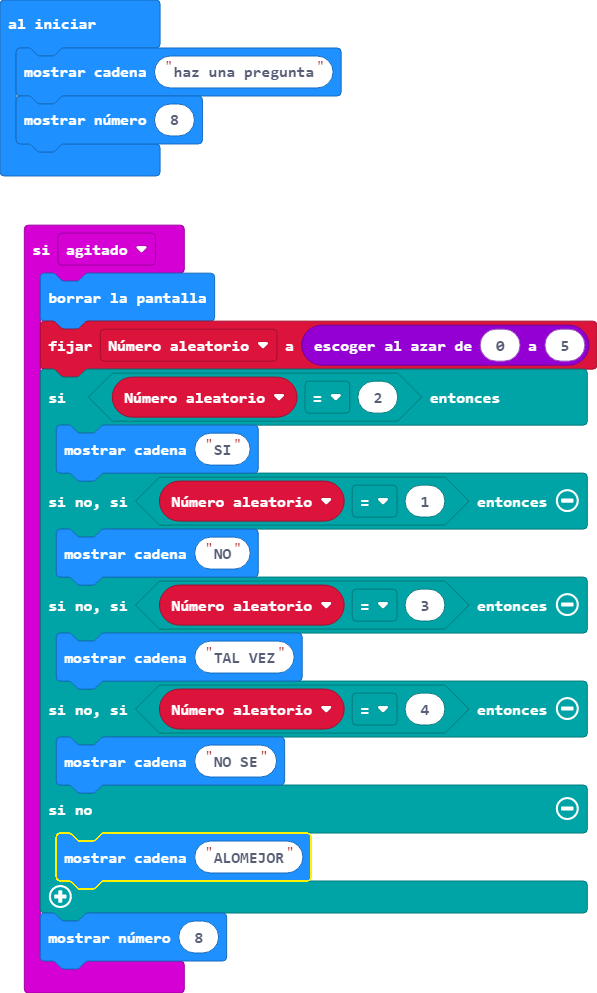 al iniciar
mostrar cadena "haz una pregunta"
mostrar número 8
si agitado
borrar la pantalla
fijar Número aleatorio a escoger al azar de 0 a 5
si Número aleatorio = 2 entonces
mostrar cadena "SI"
si no, si Número aleatorio = 1 entonces
mostrar cadena "NO"
si no, si Número aleatorio = 3 entonces
mostrar cadena "TAL VEZ"
si no, si Número aleatorio = 4 entonces
mostrar cadena "NO SE"
si no
mostrar cadena "ALOMEJOR"
mostrar número 8